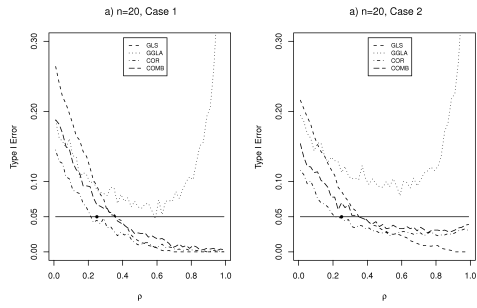 a) n=20, Case 1
Type I Error
0.00 0.05 0.10 0.20 0.30
GLS
GGLA
COR
COMB
0.0 0.2 0.4 0.6 0.8 1.0
ρ
a) n=20, Case 2
Type I Error
0.00 0.05 0.10 0.20 0.30
GLS
GGLA
COR
COMB
0.0 0.2 0.4 0.6 0.8 1.0
ρ